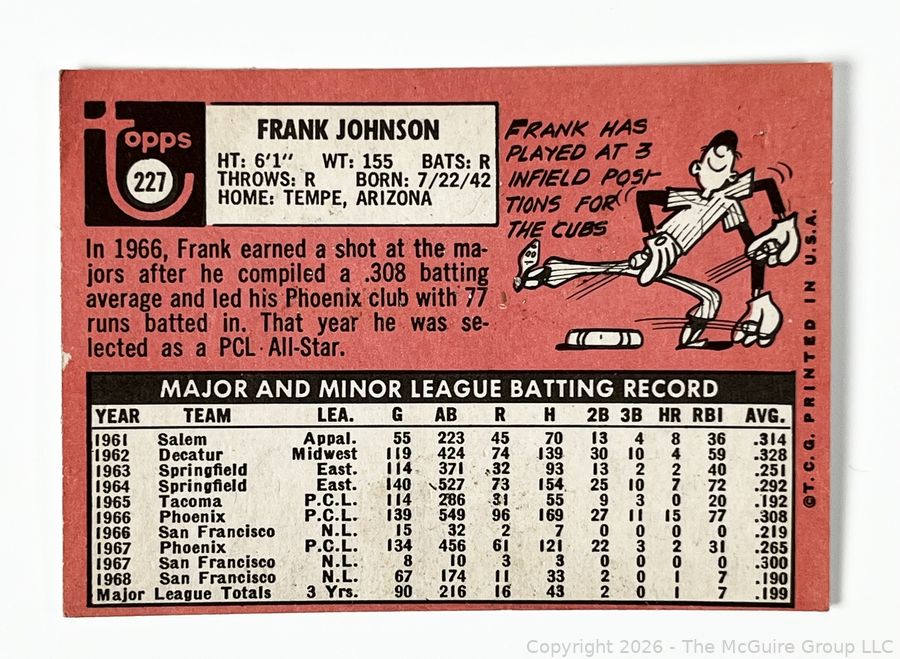 Topps
227
FRANK JOHNSON
HT: 6'1" WT: 155 BATS: R
THROWS: R BORN: 7/22/42
HOME: TEMPE, ARIZONA
In 1966, Frank earned a shot at the ma-
jors after he compiled a .308 batting
average and led his Phoenix club with 77
runs batted in. That year he was se-
lected as a PCL All-Star.
FRANK HAS
PLAYED AT 3
INFIELD POSI-
TIONS FOR
THE CUBS
©T. C. G. PRINTED IN U.S.A.
MAJOR AND MINOR LEAGUE BATTING RECORD
YEAR TEAM LEA. G AB R H 2B 3B HR RBI AVG.
1961 Salem Appal. 55 223 45 70 13 4 8 36 .314
1962 Decatur Midwest 119 424 74 139 30 10 4 59 .328
1963 Springfield East. 114 371 32 93 13 2 2 40 .251
1964 Springfield East. 140 527 73 154 25 10 7 72 .292
1965 Tacoma P.C.L. 114 286 31 55 9 3 0 20 .192
1966 Phoenix P.C.L. 139 549 96 169 27 11 15 77 .308
1966 San Francisco N.L. 15 32 2 7 0 0 0 0 .219
1967 Phoenix P.C.L. 134 456 61 121 22 3 2 31 .265
1967 San Francisco N.L. 8 10 3 3 0 0 0 0 .300
1968 San Francisco N.L. 67 174 11 33 2 0 1 7 .190
Major League Totals 3 Yrs. 90 216 16 43 2 0 1 7 .199
Copyright 2026 - The McGuire Group LLC